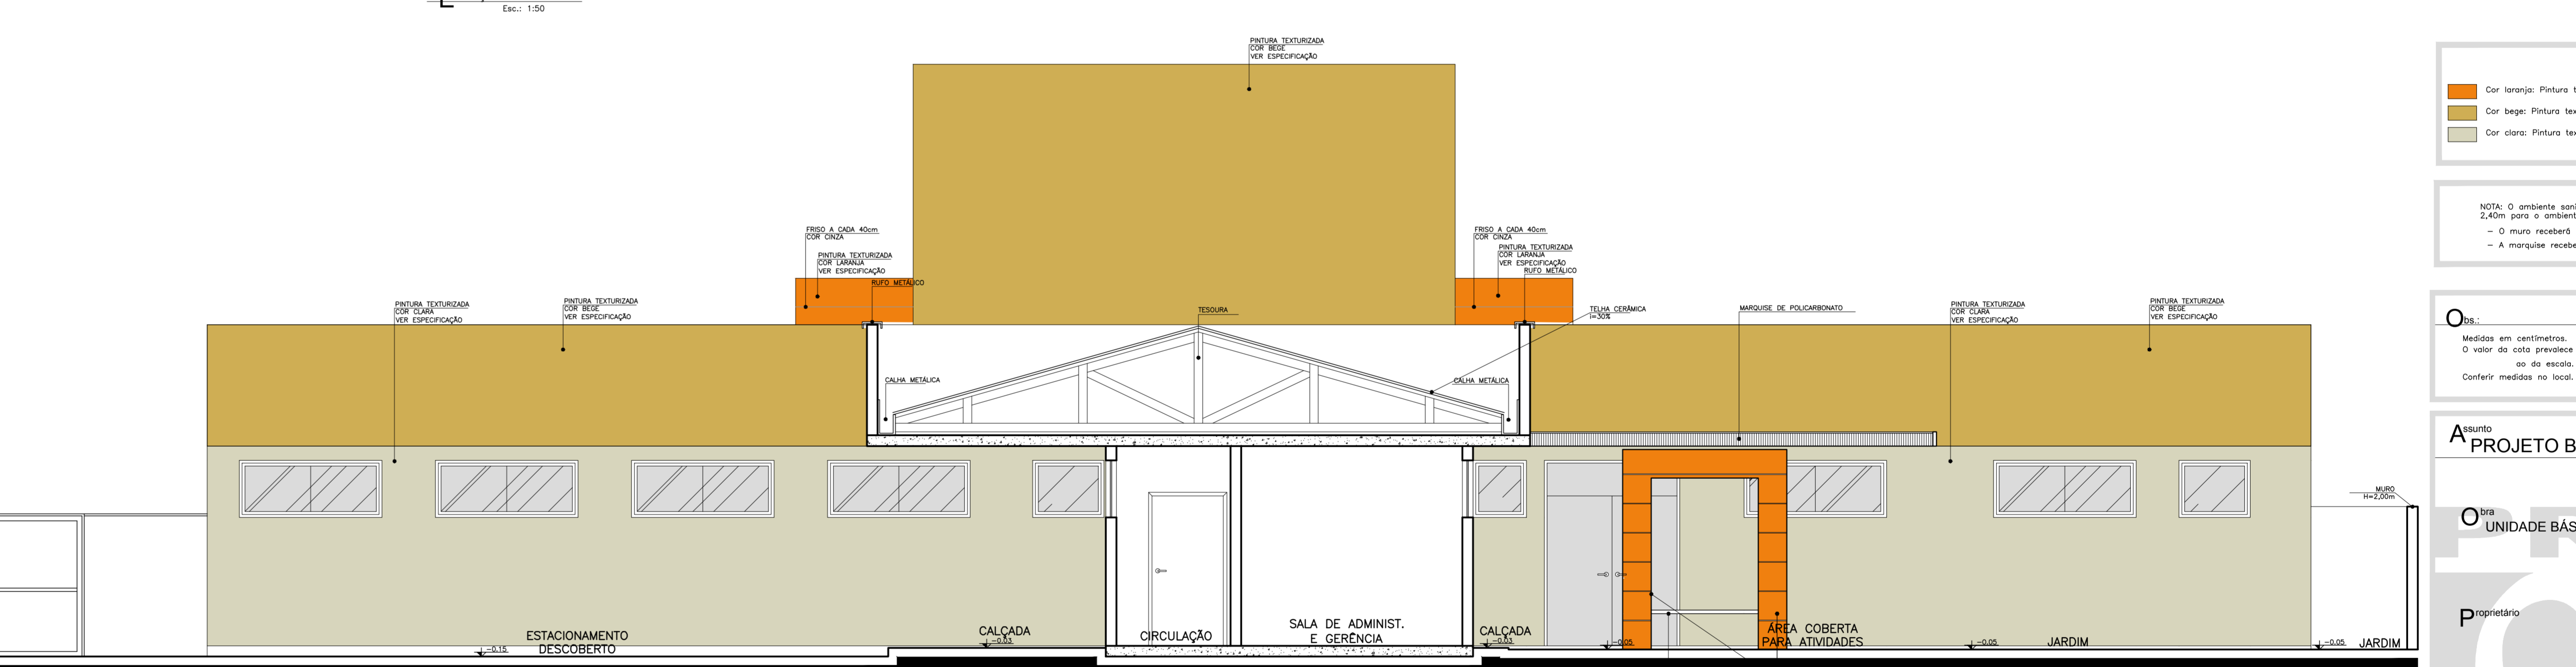 Esc.: 1:50
PINTURA TEXTURIZADA
COR BEGE
VER ESPECIFICAÇÃO
FRISO A CADA 40cm
COR CINZA
PINTURA TEXTURIZADA
COR LARANJA
VER ESPECIFICAÇÃO
RUFO METÁLICO
FRISO A CADA 40cm
COR CINZA
PINTURA TEXTURIZADA
COR LARANJA
VER ESPECIFICAÇÃO
RUFO METÁLICO
PINTURA TEXTURIZADA
COR CLARA
VER ESPECIFICAÇÃO
PINTURA TEXTURIZADA
COR BEGE
VER ESPECIFICAÇÃO
TESOURA
TELHA CERÂMICA
i=30%
MARQUISE DE POLICARBONATO
PINTURA TEXTURIZADA
COR CLARA
VER ESPECIFICAÇÃO
PINTURA TEXTURIZADA
COR BEGE
VER ESPECIFICAÇÃO
CALHA METÁLICA
CALHA METÁLICA
MURO
H=2,00m
ESTACIONAMENTO
DESCOBERTO
-0.15
CALÇADA
-0.03
CIRCULAÇÃO
SALA DE ADMINIST.
E GERÊNCIA
CALÇADA
-0.03
-0.05
ÁREA COBERTA
PARA ATIVIDADES
-0.05
JARDIM
-0.05
JARDIM
Cor laranja: Pintura t
Cor bege: Pintura tex
Cor clara: Pintura tex
NOTA: O ambiente sani
2,40m para o ambient
- O muro receberá
- A marquise recebe
Obs.:
Medidas em centímetros.
O valor da cota prevalece
ao da escala.
Conferir medidas no local.
Assunto
PROJETO B
Obra
UNIDADE BÁS
Proprietário